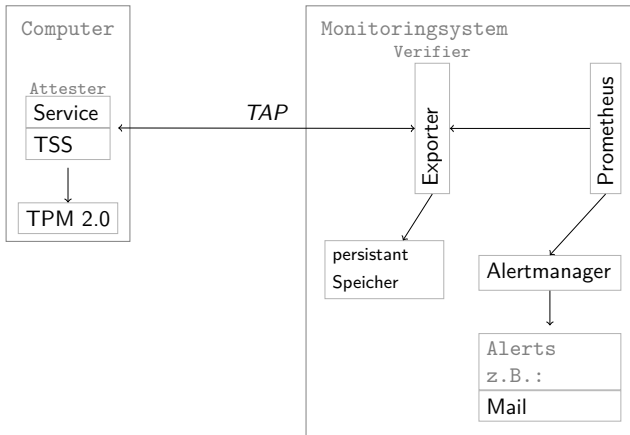 Computer
Attester
Service
TSS
TPM 2.0
TAP
Monitoringsystem
Verifier
Exporter
Prometheus
persistant
Speicher
Alertmanager
Alerts
z.B.:
Mail